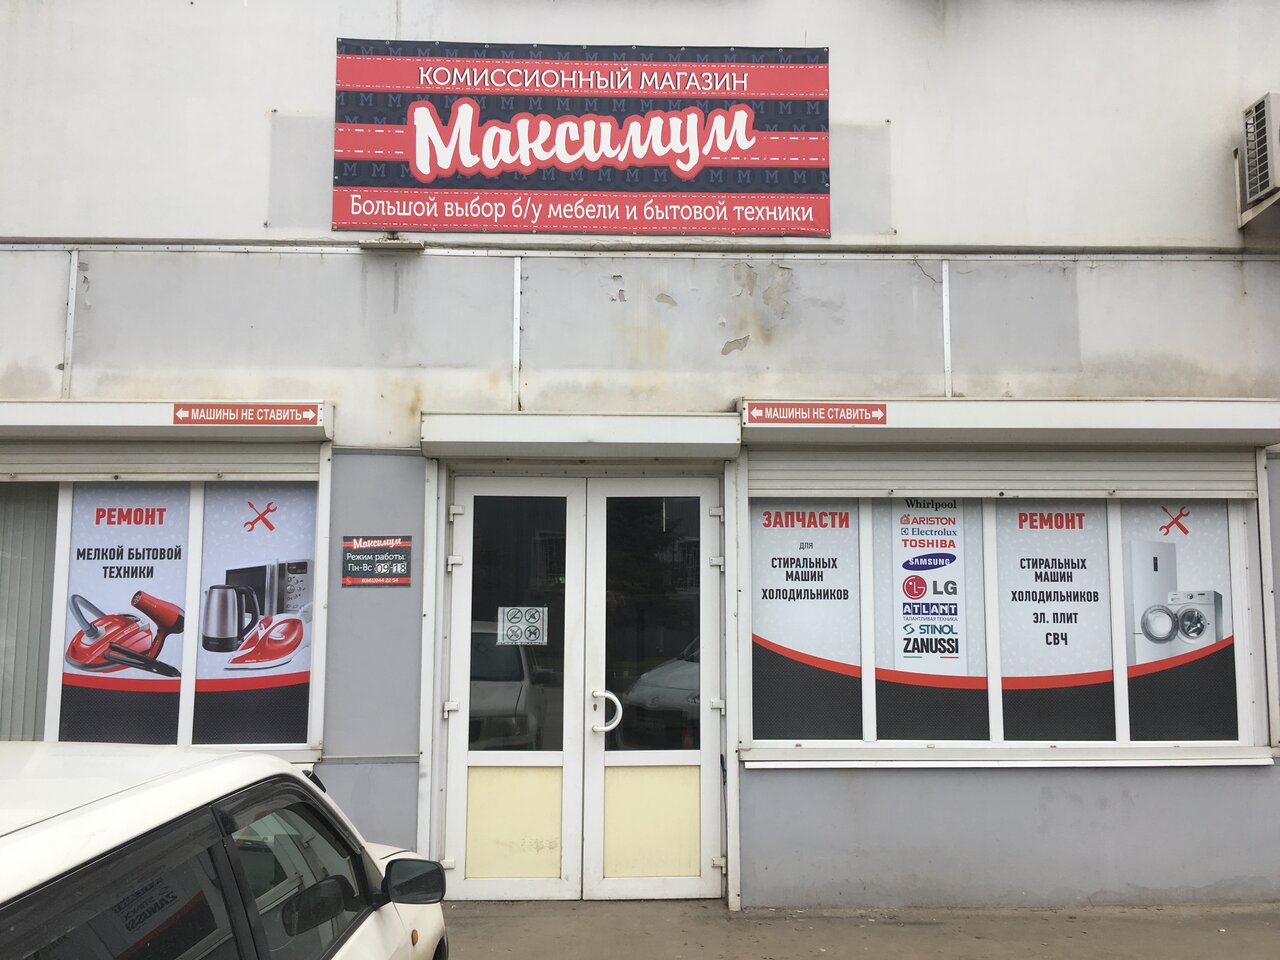 КОМИССИОННЫЙ МАГАЗИН
Максимум
Большой выбор б/у мебели и бытовой техники
МАШИНЫ НЕ СТАВИТЬ
МАШИНЫ НЕ СТАВИТЬ
РЕМОНТ
МЕЛКОЙ БЫТОВОЙ
ТЕХНИКИ
Максимум
Режим работы:
Пн-Вс 09 18
ЗАПЧАСТИ
для
СТИРАЛЬНЫХ
МАШИН
ХОЛОДИЛЬНИКОВ
Whirlpool
ARISTON
Electrolux
TOSHIBA
SAMSUNG
LG
ATLANT
ТАЛАНТЛИВАЯ ТЕХНИКА
STINOL
ZANUSSI
РЕМОНТ
СТИРАЛЬНЫХ
МАШИН
ХОЛОДИЛЬНИКОВ
ЭЛ. ПЛИТ
СВЧ